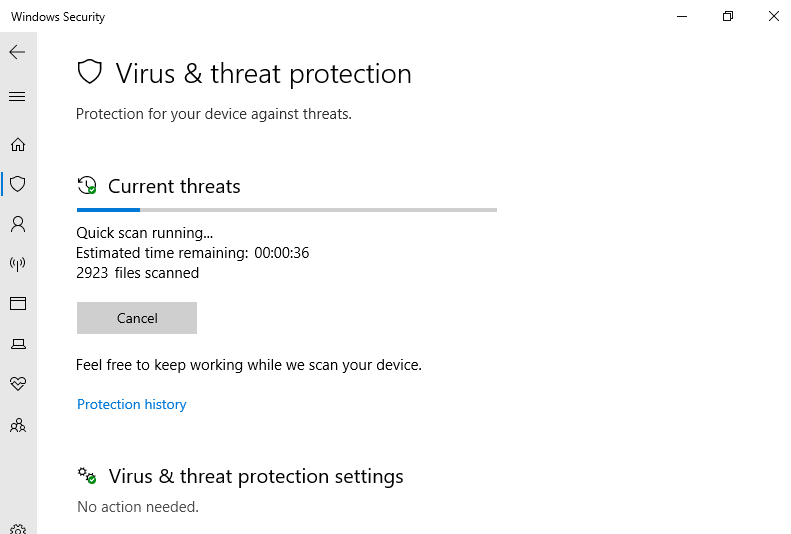 Windows Security
Virus & threat protection
Protection for your device against threats.
Current threats
Quick scan running...
Estimated time remaining: 00:00:36
2923 files scanned
Cancel
Feel free to keep working while we scan your device.
Protection history
Virus & threat protection settings
No action needed.